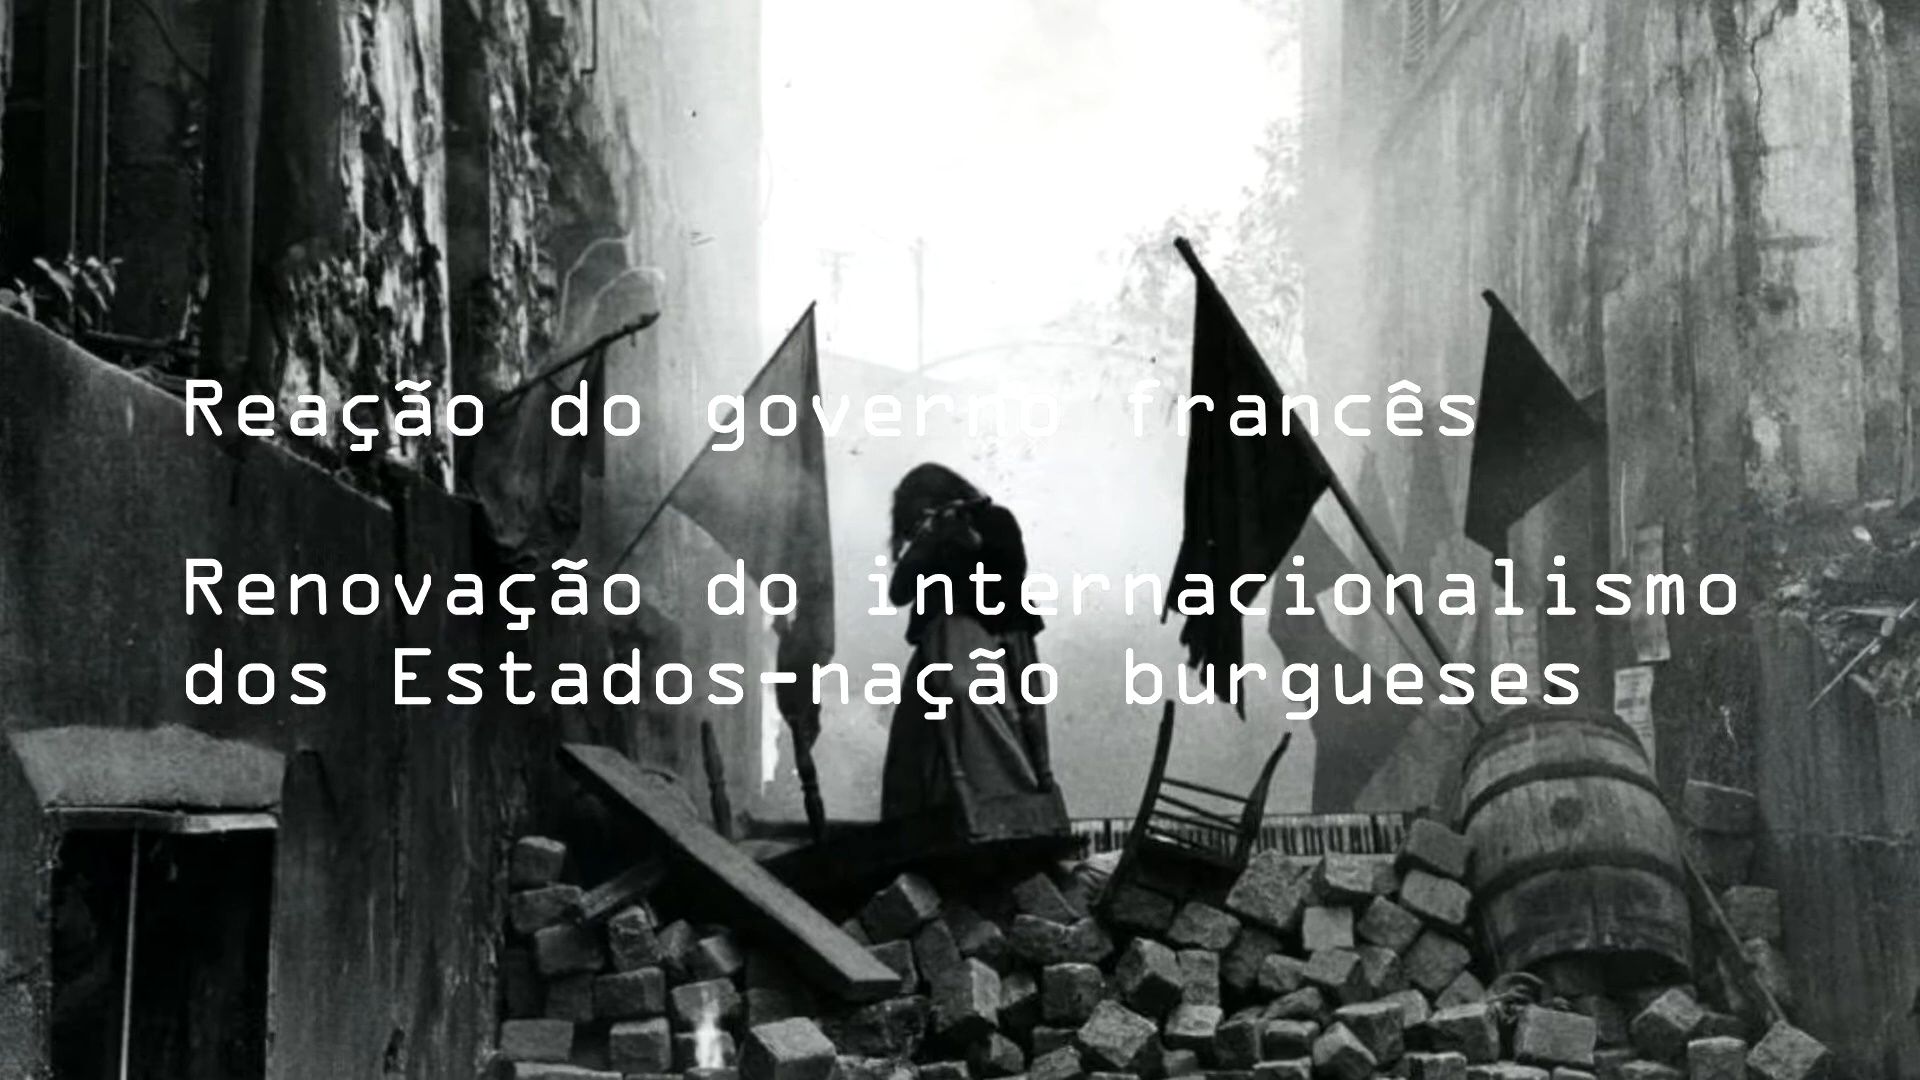 Reação do governo francês
Renovação do internacionalismo
dos Estados-nação burgueses